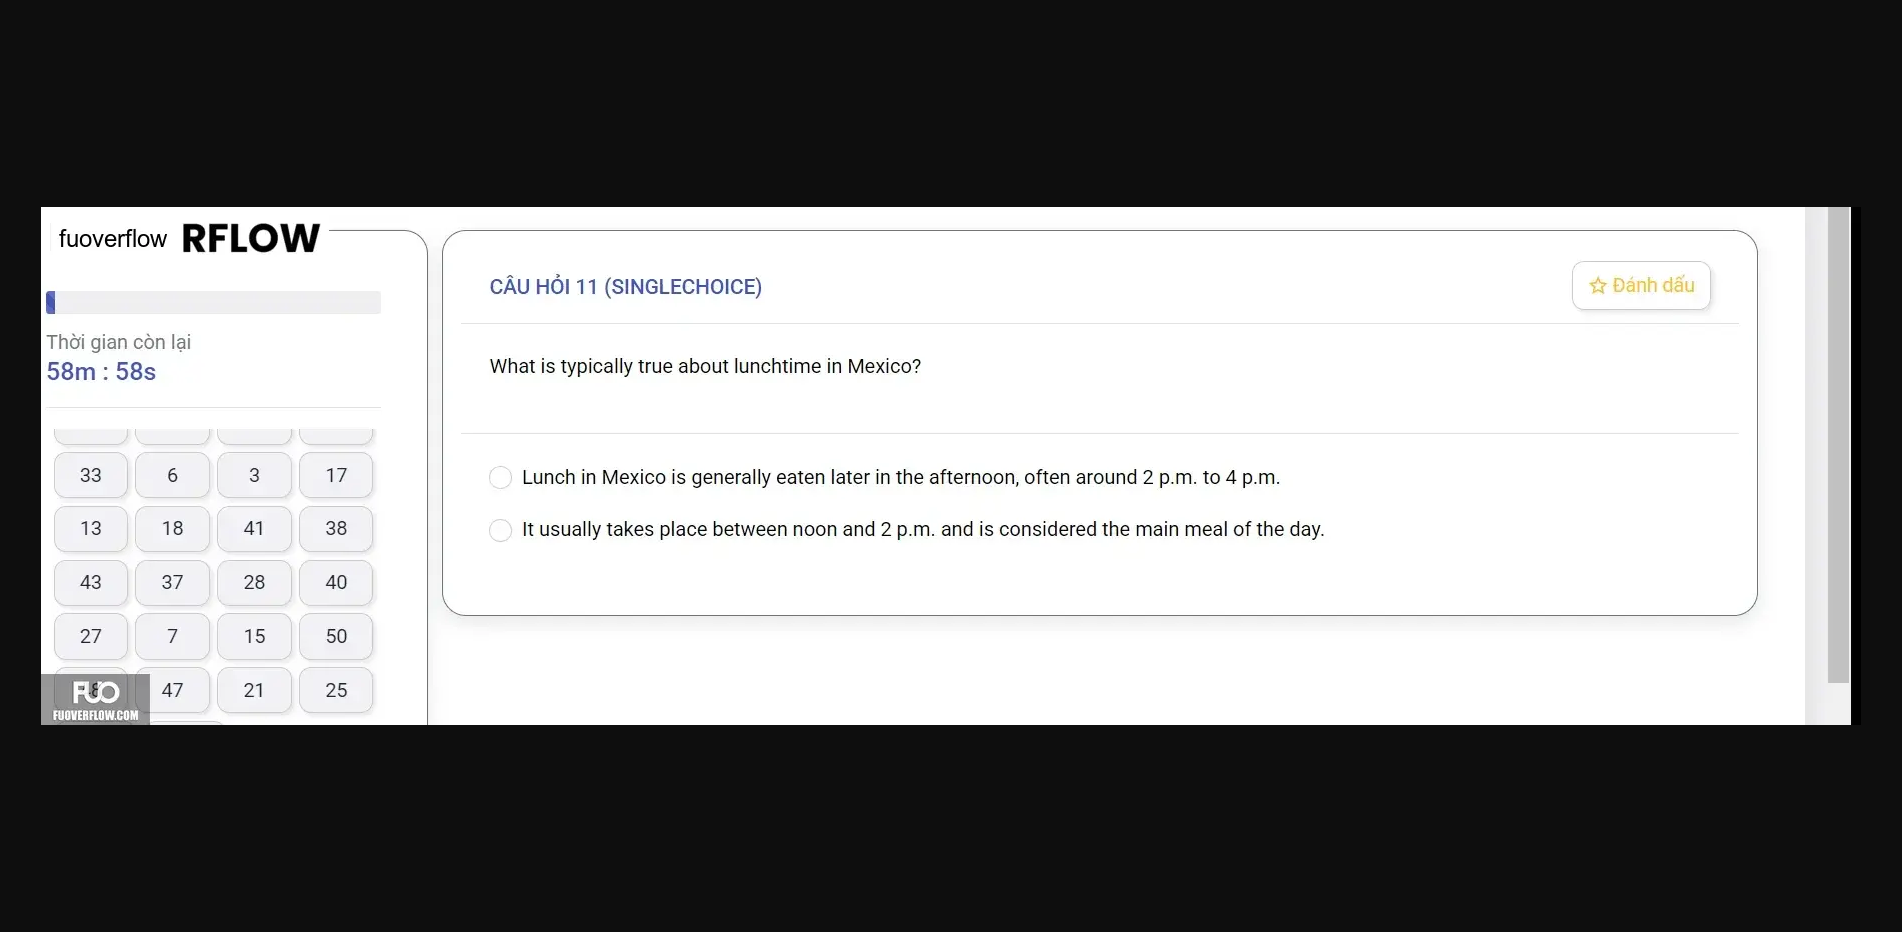 fuoverflow RFLOW
Thời gian còn lại
58m : 58s
33 6 3 17
13 18 41 38
43 37 28 40
27 7 15 50
47 21 25
FUO
FUOVERFLOW.COM
CÂU HỎI 11 (SINGLECHOICE)
Đánh dấu
What is typically true about lunchtime in Mexico?
Lunch in Mexico is generally eaten later in the afternoon, often around 2 p.m. to 4 p.m.
It usually takes place between noon and 2 p.m. and is considered the main meal of the day.